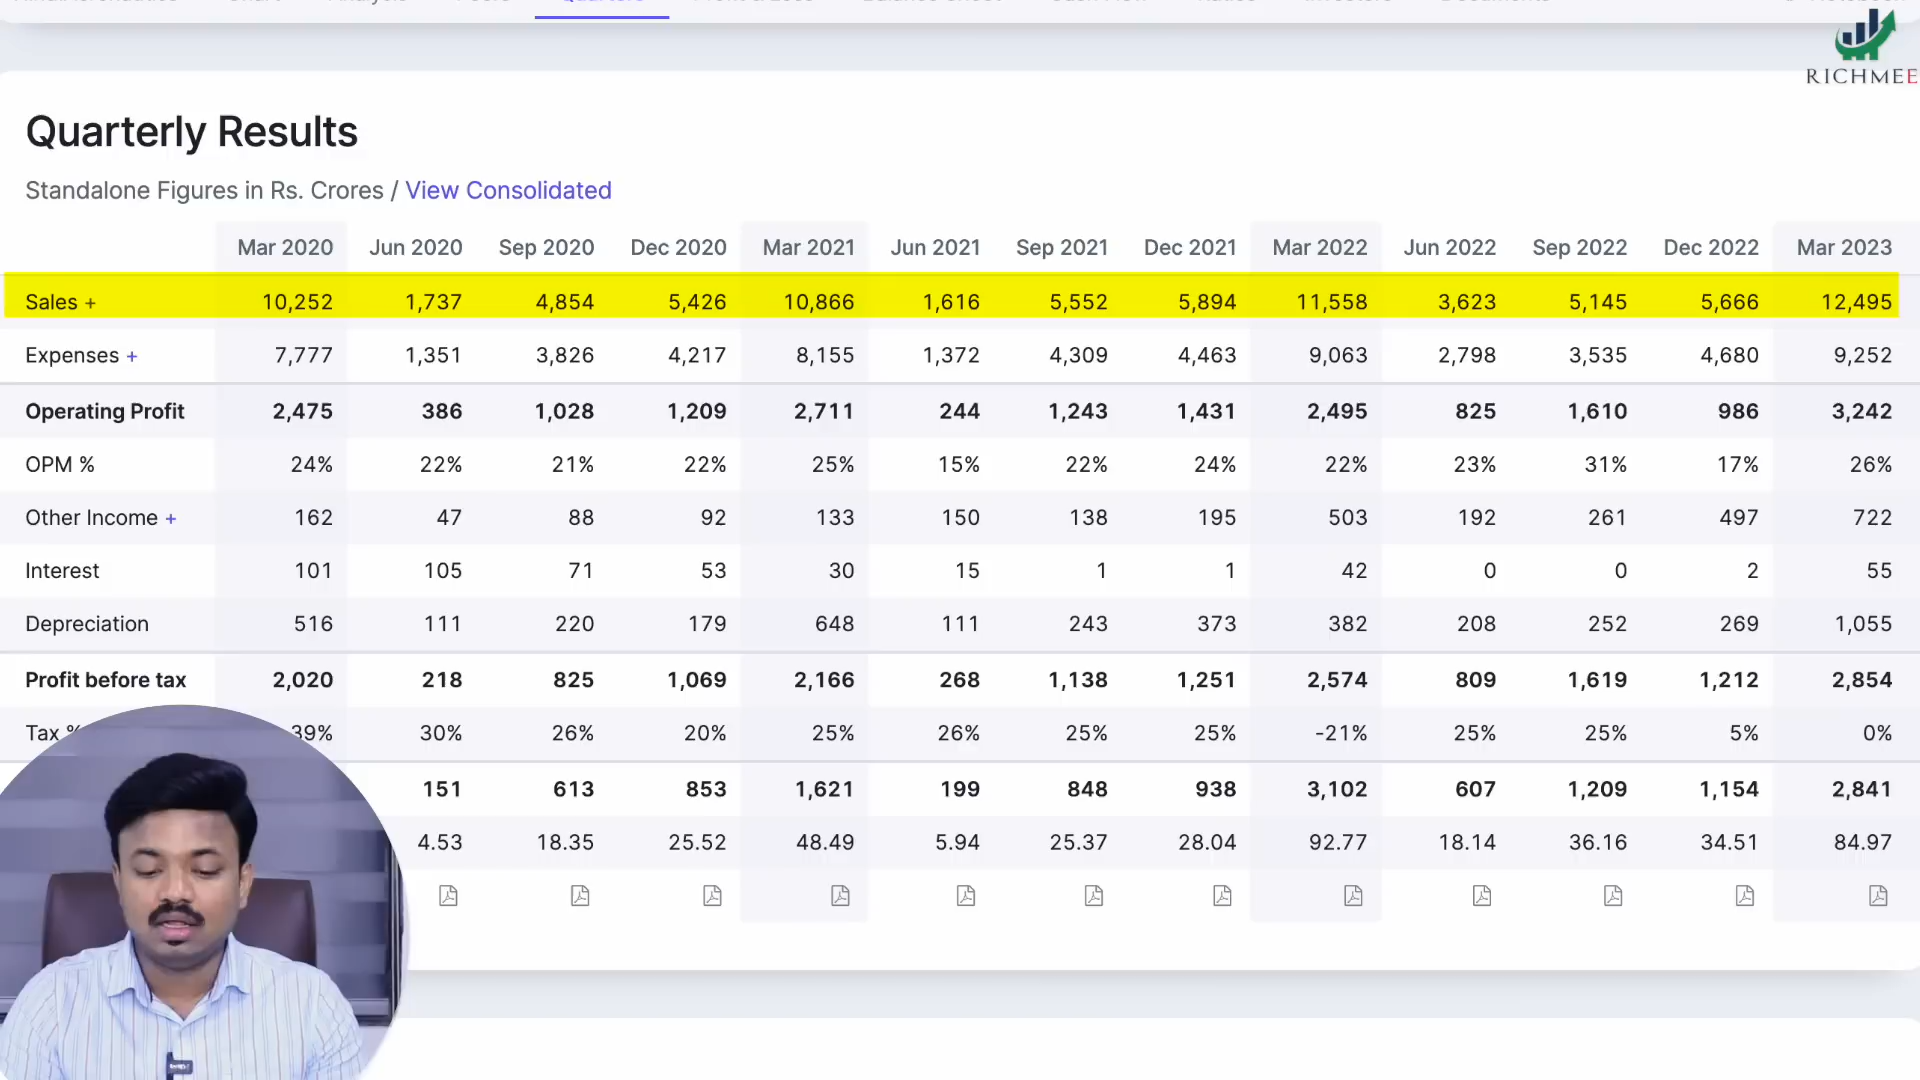 RICHMEE
Quarterly Results
Standalone Figures in Rs. Crores / View Consolidated
Mar 2020 Jun 2020 Sep 2020 Dec 2020 Mar 2021 Jun 2021 Sep 2021 Dec 2021 Mar 2022 Jun 2022 Sep 2022 Dec 2022 Mar 2023
Sales + 10,252 1,737 4,854 5,426 10,866 1,616 5,552 5,894 11,558 3,623 5,145 5,666 12,495
Expenses + 7,777 1,351 3,826 4,217 8,155 1,372 4,309 4,463 9,063 2,798 3,535 4,680 9,252
Operating Profit 2,475 386 1,028 1,209 2,711 244 1,243 1,431 2,495 825 1,610 986 3,242
OPM % 24% 22% 21% 22% 25% 15% 22% 24% 22% 23% 31% 17% 26%
Other Income + 162 47 88 92 133 150 138 195 503 192 261 497 722
Interest 101 105 71 53 30 15 1 1 42 0 0 2 55
Depreciation 516 111 220 179 648 111 243 373 382 208 252 269 1,055
Profit before tax 2,020 218 825 1,069 2,166 268 1,138 1,251 2,574 809 1,619 1,212 2,854
Tax % 39% 30% 26% 20% 25% 26% 25% 25% -21% 25% 25% 5% 0%
151 613 853 1,621 199 848 938 3,102 607 1,209 1,154 2,841
4.53 18.35 25.52 48.49 5.94 25.37 28.04 92.77 18.14 36.16 34.51 84.97